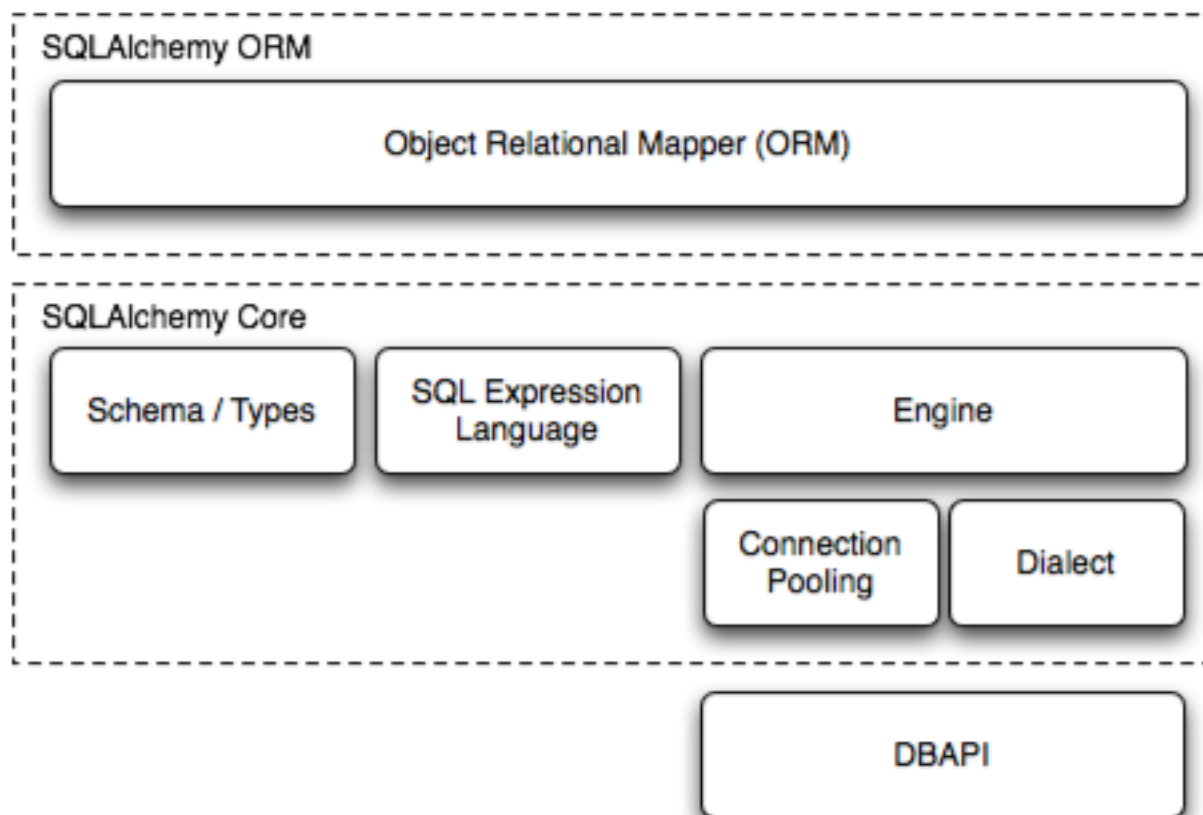 SQLAlchemy ORM
Object Relational Mapper (ORM)
SQLAlchemy Core
Schema / Types
SQL Expression
Language
Engine
Connection
Pooling
Dialect
DBAPI